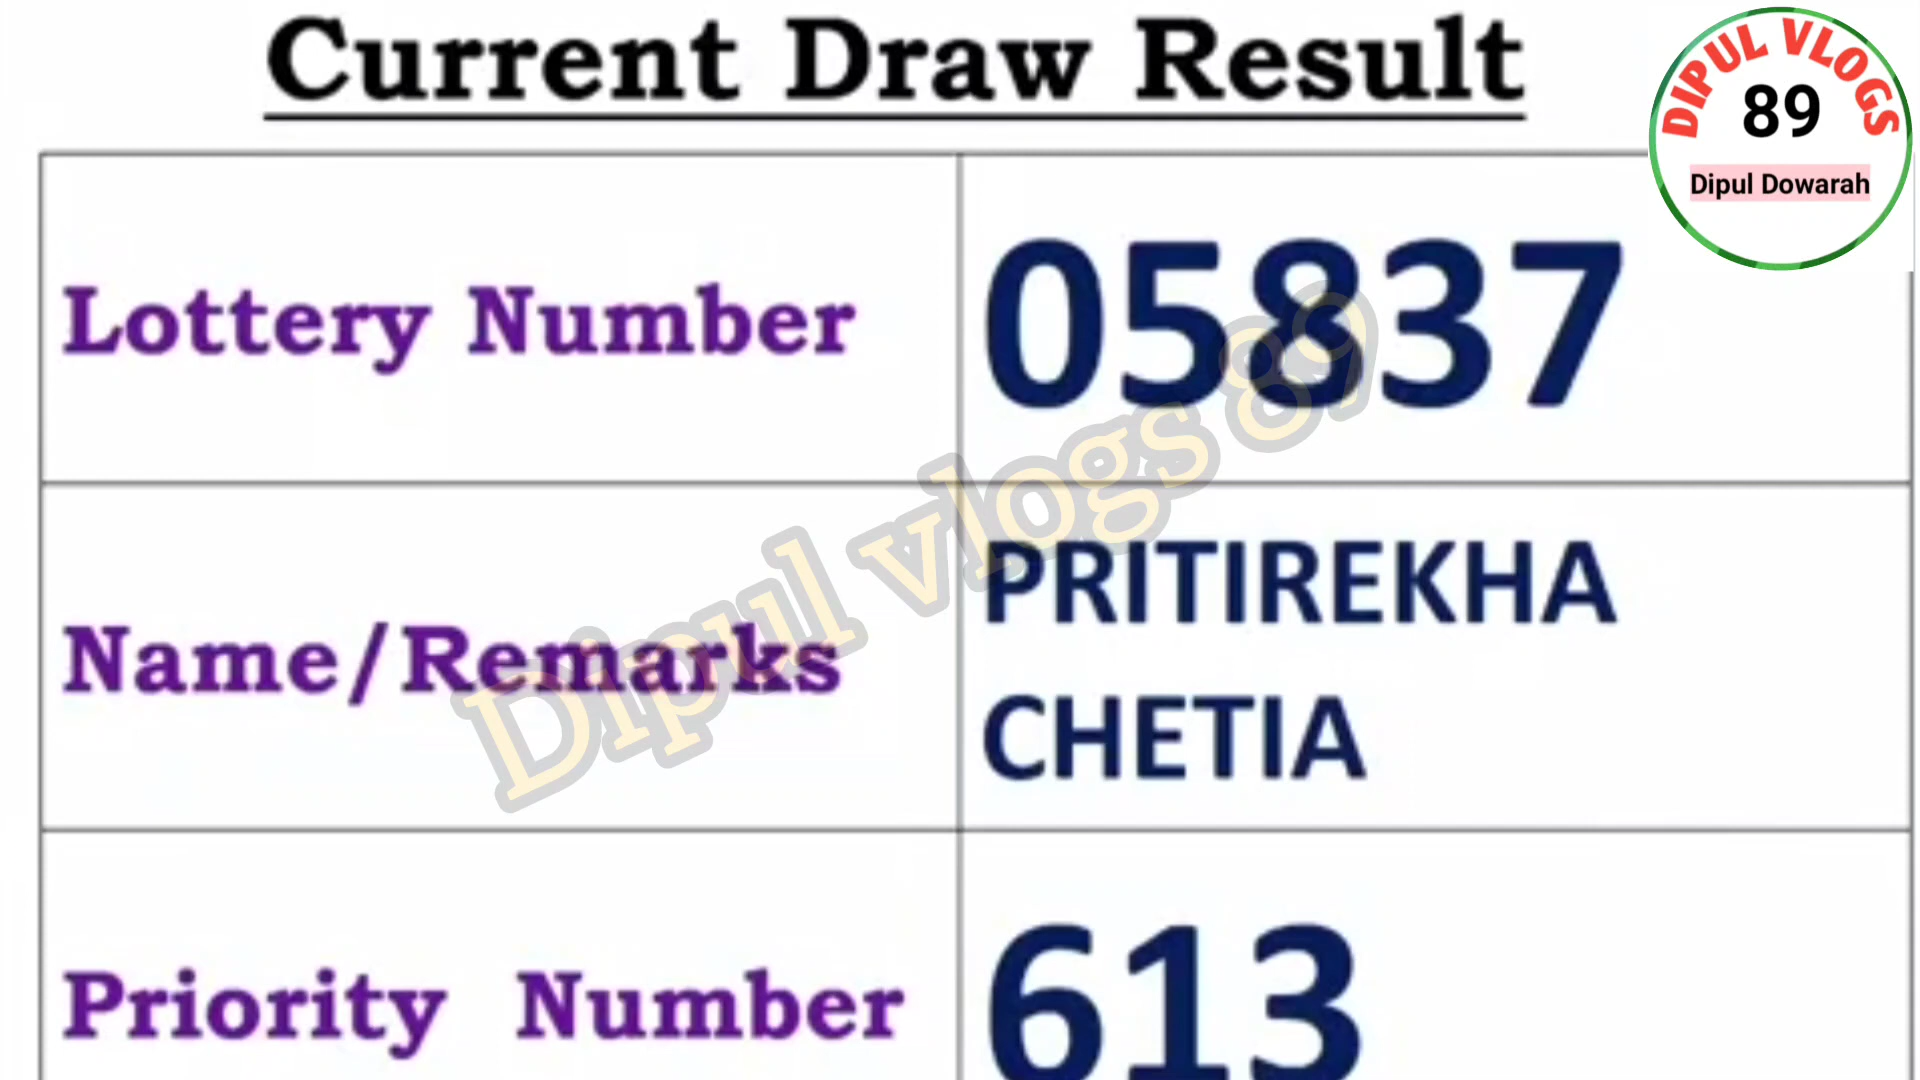 Current Draw Result
DIPUL VLOGS
89
Dipul Dowarah
Lottery Number
05837
Dipul vlogs 89
Name/Remarks
PRITIREKHA
CHETIA
Priority Number
613